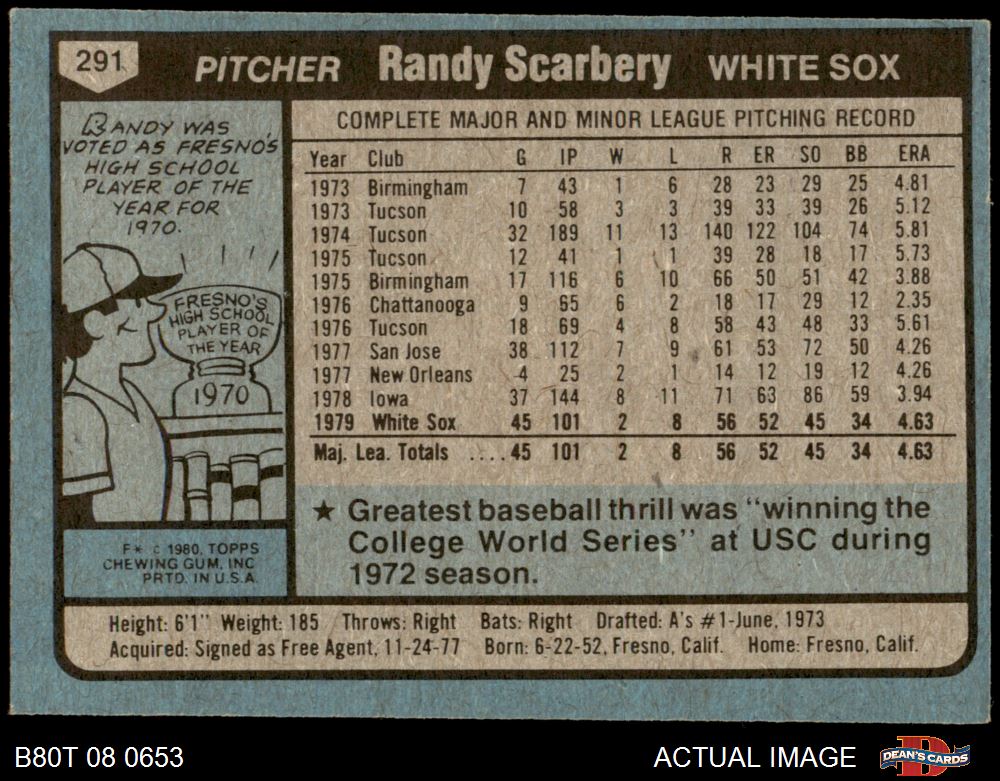 291 PITCHER Randy Scarbery WHITE SOX
RANDY WAS
VOTED AS FRESNO'S
HIGH SCHOOL
PLAYER OF THE
YEAR FOR
1970.
FRESNO'S
HIGH SCHOOL
PLAYER OF
THE YEAR
1970
F* © 1980, TOPPS
CHEWING GUM, INC
PRTD. IN U.S.A.
COMPLETE MAJOR AND MINOR LEAGUE PITCHING RECORD
Year Club G IP W L R ER SO BB ERA
1973 Birmingham 7 43 1 6 28 23 29 25 4.81
1973 Tucson 10 58 3 3 39 33 39 26 5.12
1974 Tucson 32 189 11 13 140 122 104 74 5.81
1975 Tucson 12 41 1 1 39 28 18 17 5.73
1975 Birmingham 17 116 6 10 66 50 51 42 3.88
1976 Chattanooga 9 65 6 2 18 17 29 12 2.35
1976 Tucson 18 69 4 8 58 43 48 33 5.61
1977 San Jose 38 112 7 9 61 53 72 50 4.26
1977 New Orleans 4 25 2 1 14 12 19 12 4.26
1978 Iowa 37 144 8 11 71 63 86 59 3.94
1979 White Sox 45 101 2 8 56 52 45 34 4.63
Maj. Lea. Totals ....45 101 2 8 56 52 45 34 4.63
★ Greatest baseball thrill was "winning the
College World Series" at USC during
1972 season.
Height: 6'1" Weight: 185 Throws: Right Bats: Right Drafted: A's #1-June, 1973
Acquired: Signed as Free Agent, 11-24-77 Born: 6-22-52, Fresno, Calif. Home: Fresno, Calif.
B80T 08 0653 ACTUAL IMAGE DEAN'S CARDS